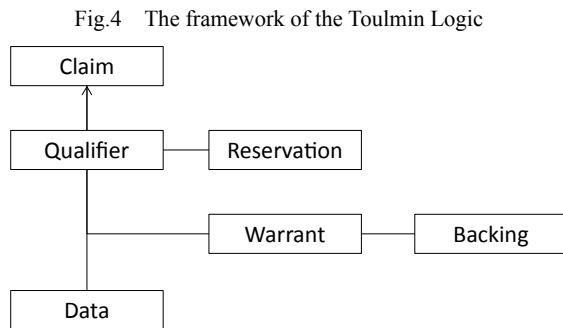 Fig.4 The framework of the Toulmin Logic
Claim
Qualifier Reservation
Warrant Backing
Data